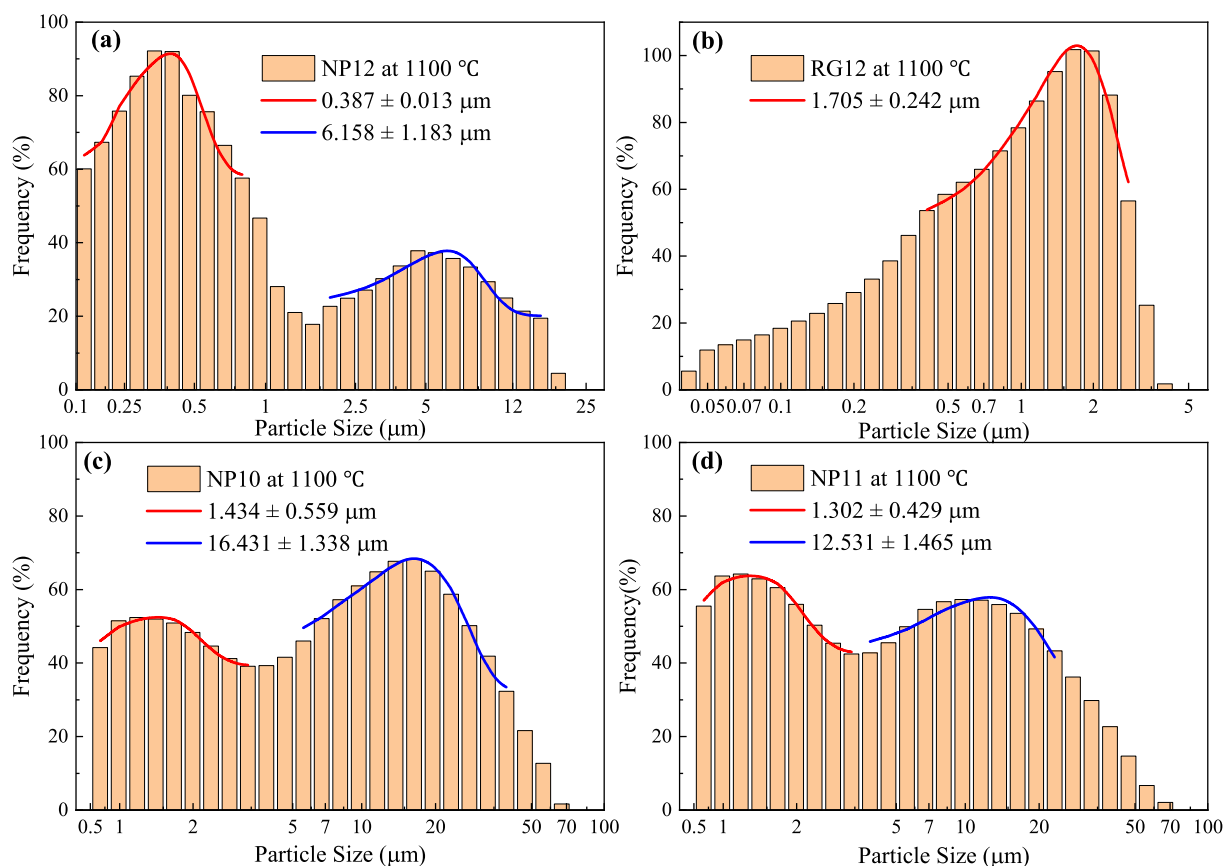 (a)
NP12 at 1100 ℃
0.387 ± 0.013 μm
6.158 ± 1.183 μm
Frequency (%)
100
80
60
40
20
0
0.1 0.25 0.5 1 2.5 5 12 25
Particle Size (μm)
(b)
RG12 at 1100 ℃
1.705 ± 0.242 μm
Frequency (%)
100
80
60
40
20
0
0.05 0.07 0.1 0.2 0.5 0.7 1 2 5
Particle Size (μm)
(c)
NP10 at 1100 ℃
1.434 ± 0.559 μm
16.431 ± 1.338 μm
Frequency (%)
100
80
60
40
20
0
0.5 1 2 5 7 10 20 50 70 100
Particle Size (μm)
(d)
NP11 at 1100 ℃
1.302 ± 0.429 μm
12.531 ± 1.465 μm
Frequency(%)
100
80
60
40
20
0
0.5 1 2 5 10 20 50 70 100
Particle Size (μm)